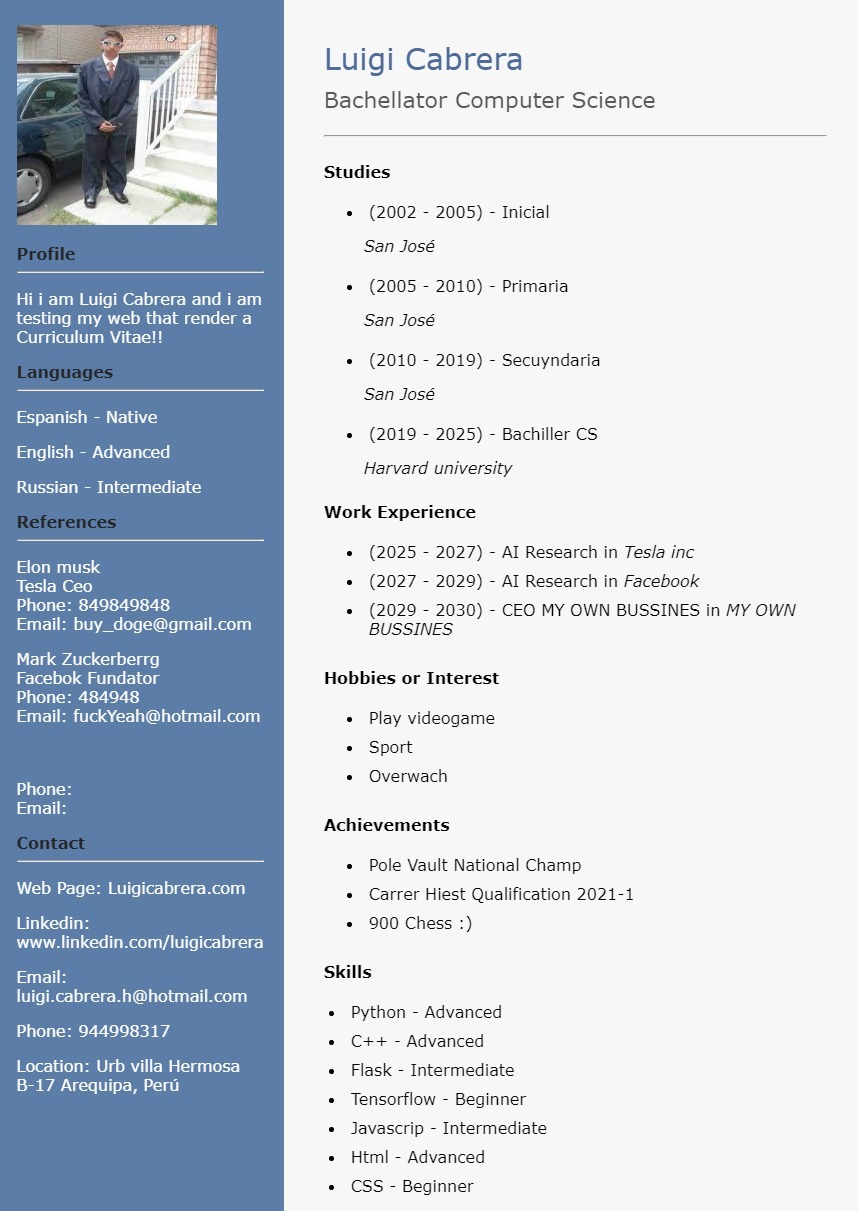 Profile
Hi i am Luigi Cabrera and i am
testing my web that render a
Curriculum Vitae!!
Languages
Espanish - Native
English - Advanced
Russian - Intermediate
References
Elon musk
Tesla Ceo
Phone: 849849848
Email: buy_doge@gmail.com
Mark Zuckerberrg
Facebok Fundator
Phone: 484948
Email: fuckYeah@hotmail.com
Phone:
Email:
Contact
Web Page: Luigicabrera.com
Linkedin:
www.linkedin.com/luigicabrera
Email:
luigi.cabrera.h@hotmail.com
Phone: 944998317
Location: Urb villa Hermosa
B-17 Arequipa, Perú
Luigi Cabrera
Bachellator Computer Science
Studies
• (2002 - 2005) - Inicial
San José
• (2005 - 2010) - Primaria
San José
• (2010 - 2019) - Secuyndaria
San José
• (2019 - 2025) - Bachiller CS
Harvard university
Work Experience
• (2025 - 2027) - AI Research in Tesla inc
• (2027 - 2029) - AI Research in Facebook
• (2029 - 2030) - CEO MY OWN BUSSINES in MY OWN
BUSSINES
Hobbies or Interest
• Play videogame
• Sport
• Overwach
Achievements
• Pole Vault National Champ
• Carrer Hiest Qualification 2021-1
• 900 Chess :)
Skills
• Python - Advanced
• C++ - Advanced
• Flask - Intermediate
• Tensorflow - Beginner
• Javascrip - Intermediate
• Html - Advanced
• CSS - Beginner